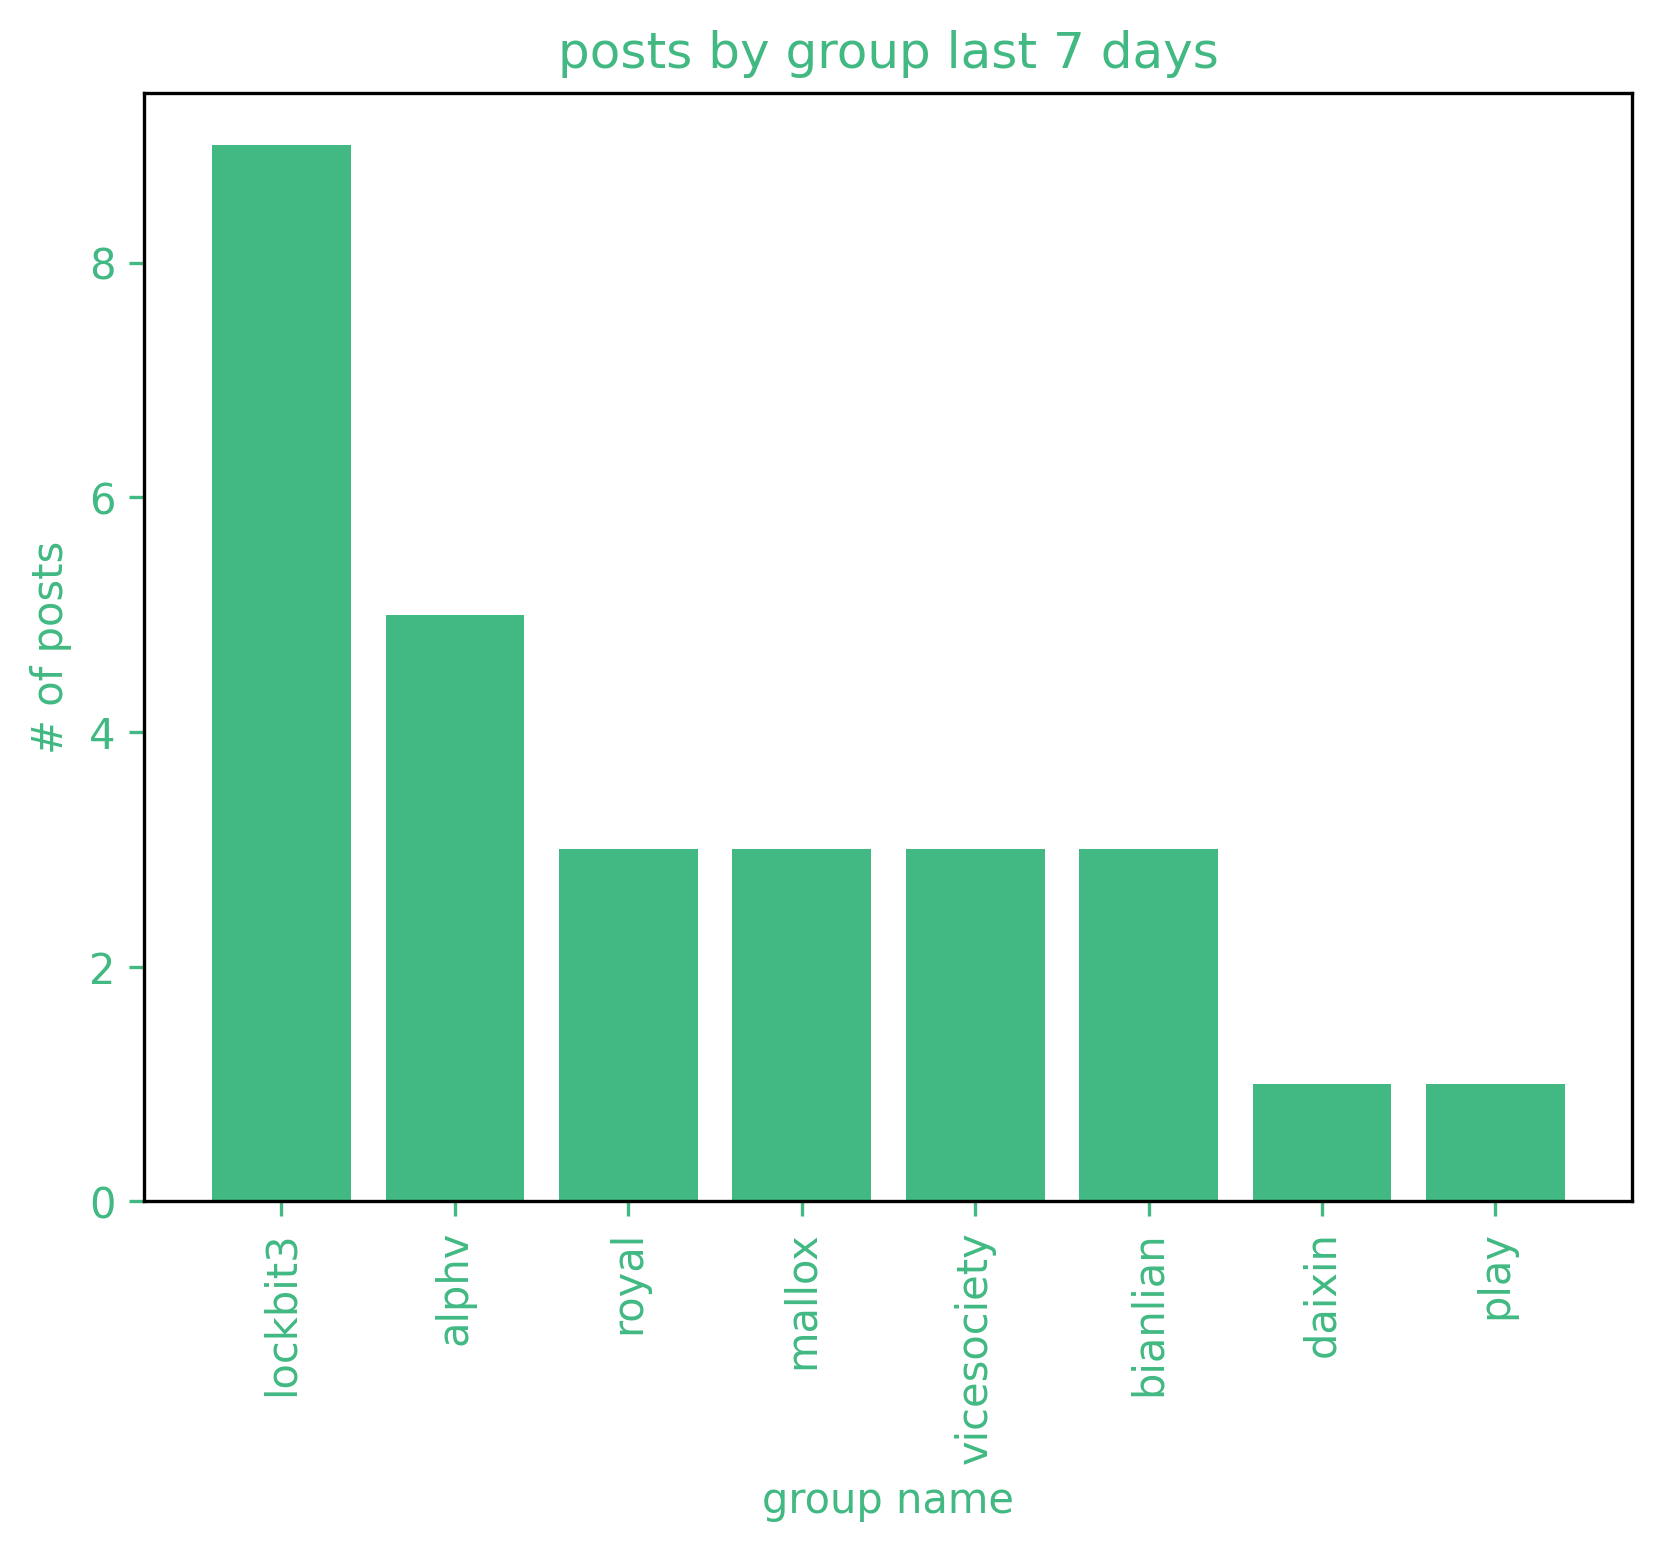 posts by group last 7 days
# of posts
8
6
4
2
0
lockbit3
alphv
royal
mallox
vicesociety
bianlian
daixin
play
group name